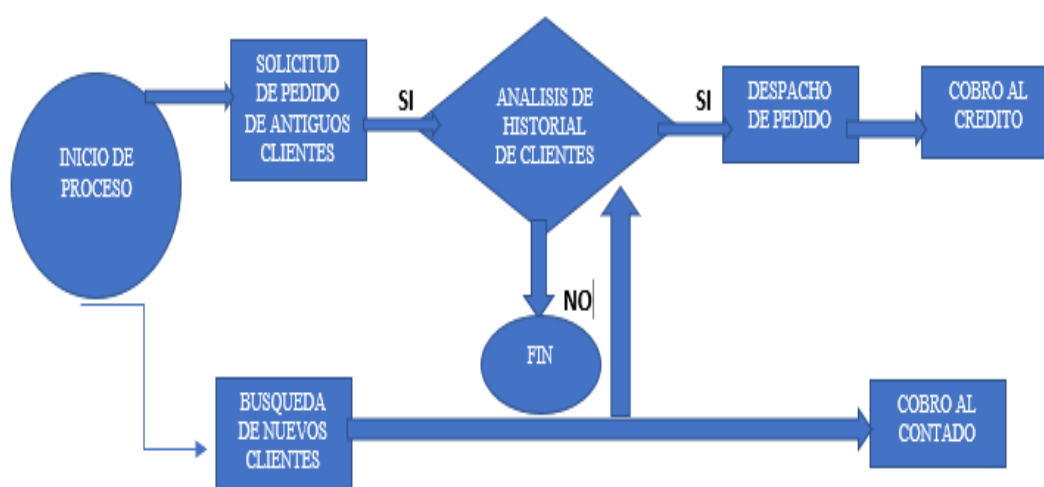 INICIO DE
PROCESO
SOLICITUD
DE PEDIDO
DE ANTIGUOS
CLIENTES
SI
ANALISIS DE
HISTORIAL
DE CLIENTES
SI
DESPACHO
DE PEDIDO
COBRO AL
CREDITO
NO
FIN
BUSQUEDA
DE NUEVOS
CLIENTES
COBRO AL
CONTADO